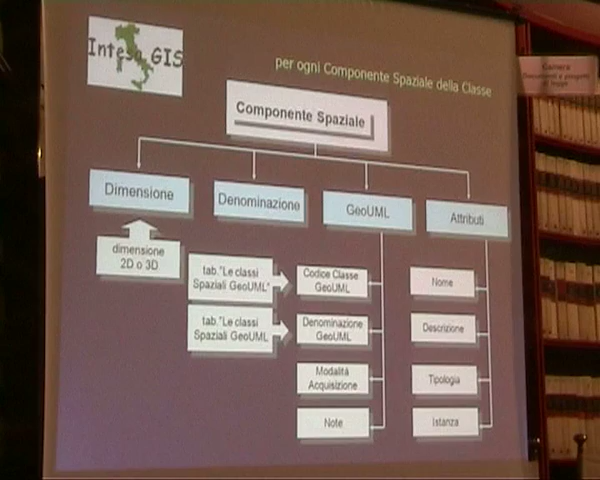 Intesa GIS
per ogni Componente Spaziale della Classe
Componente Spaziale
Dimensione
Denominazione
GeoUML
Attributi
dimensione
2D o 3D
tab."Le classi
Spaziali GeoUML"
Codice Classe
GeoUML
Nome
tab."Le classi
Spaziali GeoUML
Denominazione
GeoUML
Descrizione
Modalità
Acquisizione
Tipologia
Note
Istanza
Camera